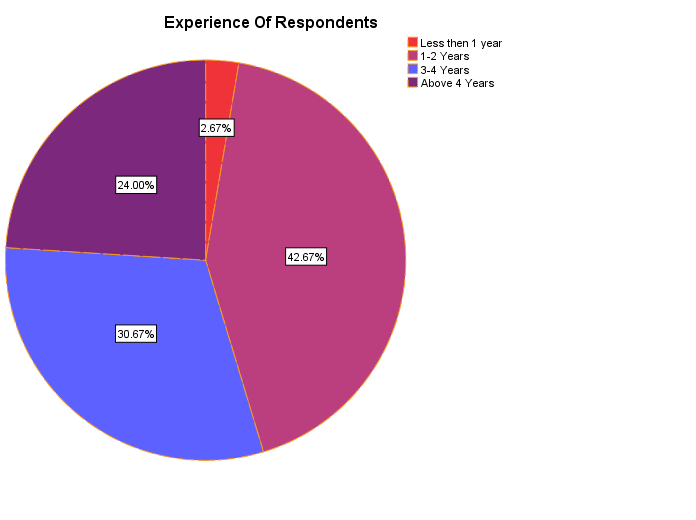 Experience Of Respondents
Less then 1 year
1-2 Years
3-4 Years
Above 4 Years
2.67%
24.00%
42.67%
30.67%